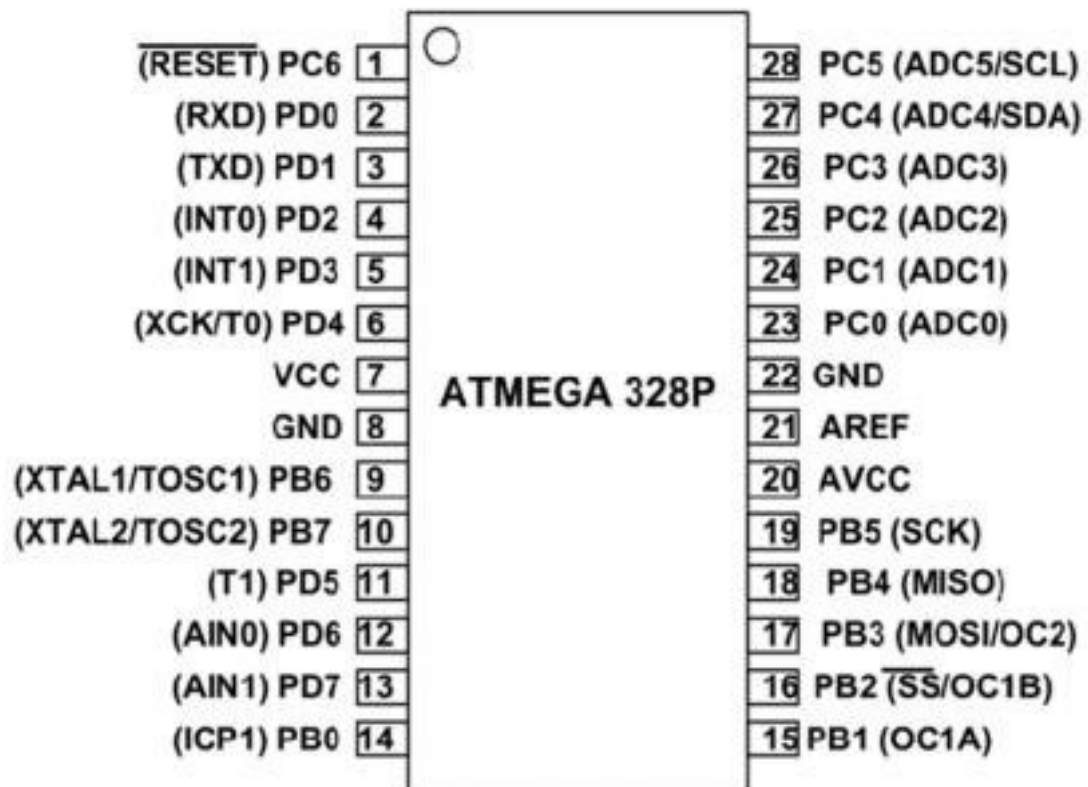 (RESET) PC6 1
(RXD) PD0 2
(TXD) PD1 3
(INT0) PD2 4
(INT1) PD3 5
(XCK/T0) PD4 6
VCC 7
GND 8
(XTAL1/TOSC1) PB6 9
(XTAL2/TOSC2) PB7 10
(T1) PD5 11
(AIN0) PD6 12
(AIN1) PD7 13
(ICP1) PB0 14
ATMEGA 328P
28 PC5 (ADC5/SCL)
27 PC4 (ADC4/SDA)
26 PC3 (ADC3)
25 PC2 (ADC2)
24 PC1 (ADC1)
23 PC0 (ADC0)
22 GND
21 AREF
20 AVCC
19 PB5 (SCK)
18 PB4 (MISO)
17 PB3 (MOSI/OC2)
16 PB2 (SS/OC1B)
15 PB1 (OC1A)